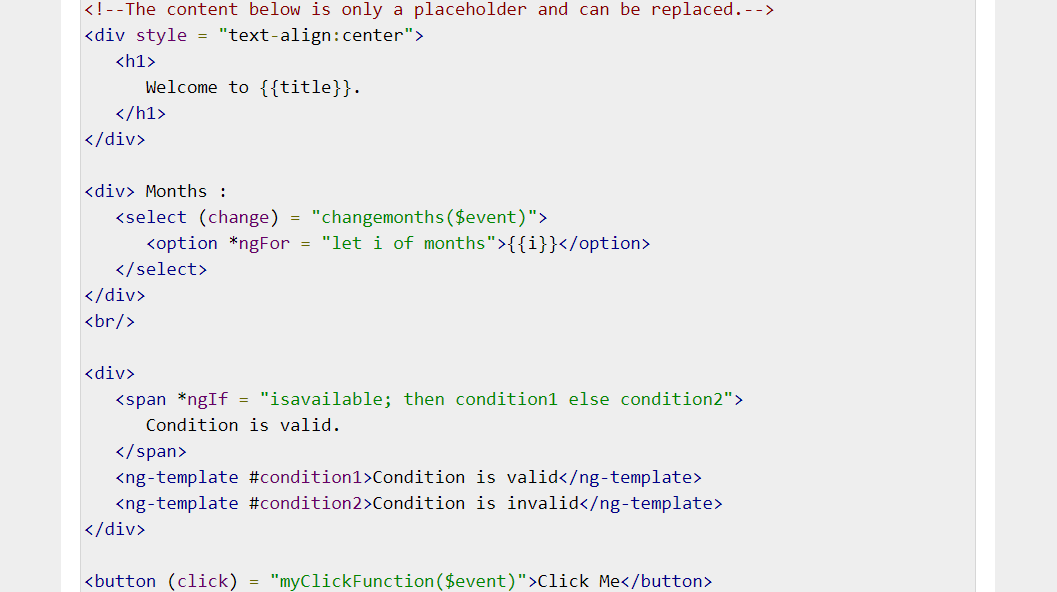 <!--The content below is only a placeholder and can be replaced.-->
<div style = "text-align:center">
<h1>
Welcome to {{title}}.
</h1>
</div>
<div> Months :
<select (change) = "changemonths($event)">
<option *ngFor = "let i of months">{{i}}</option>
</select>
</div>
<br/>
<div>
<span *ngIf = "isavailable; then condition1 else condition2">
Condition is valid.
</span>
<ng-template #condition1>Condition is valid</ng-template>
<ng-template #condition2>Condition is invalid</ng-template>
</div>
<button (click) = "myClickFunction($event)">Click Me</button>